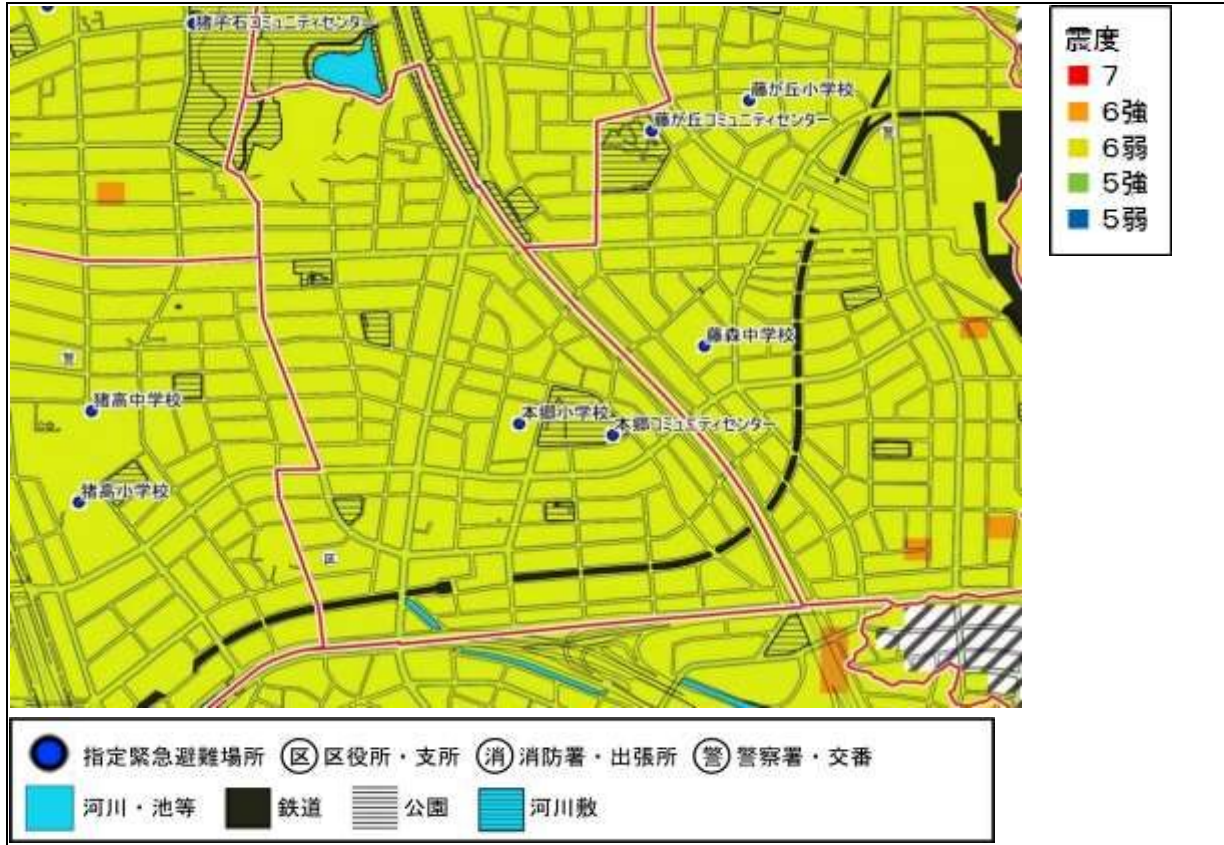 猪子石コミュニティセンター
藤が丘小学校
藤が丘コミュニティセンター
警
藤森中学校
警
猪高中学校
本郷小学校
本郷コミュニティセンター
猪高小学校
区
震度
7
6強
6弱
5強
5弱
指定緊急避難場所 区 区役所・支所 消 消防署・出張所 警 警察署・交番
河川・池等 鉄道 公園 河川敷